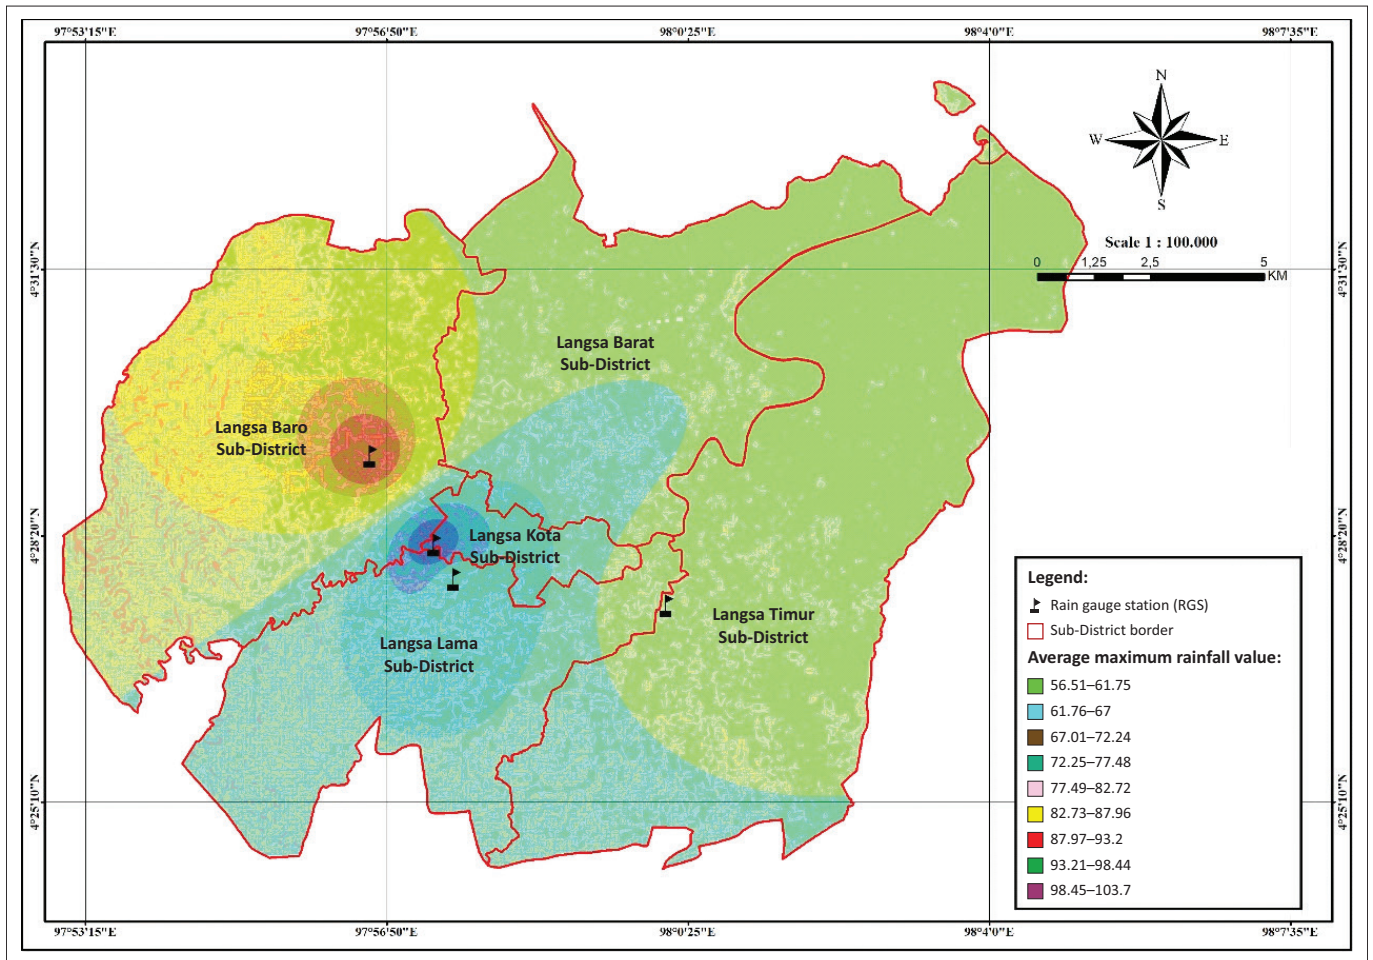 97°53'15"E
97°56'50"E
98°0'25"E
98°4'0"E
98°7'35"E
N
W
E
S
Scale 1 : 100.000
0
1,25
2,5
5
KM
4°31'30"N
4°31'30"N
Langsa Barat
Sub-District
Langsa Baro
Sub-District
4°28'20"N
4°28'20"N
Langsa Kota
Sub-District
Langsa Timur
Sub-District
Langsa Lama
Sub-District
Legend:
Rain gauge station (RGS)
Sub-District border
Average maximum rainfall value:
56.51–61.75
61.76–67
67.01–72.24
72.25–77.48
77.49–82.72
82.73–87.96
87.97–93.2
93.21–98.44
98.45–103.7
4°25'10"N
4°25'10"N
97°53'15"E
97°56'50"E
98°0'25"E
98°4'0"E
98°7'35"E